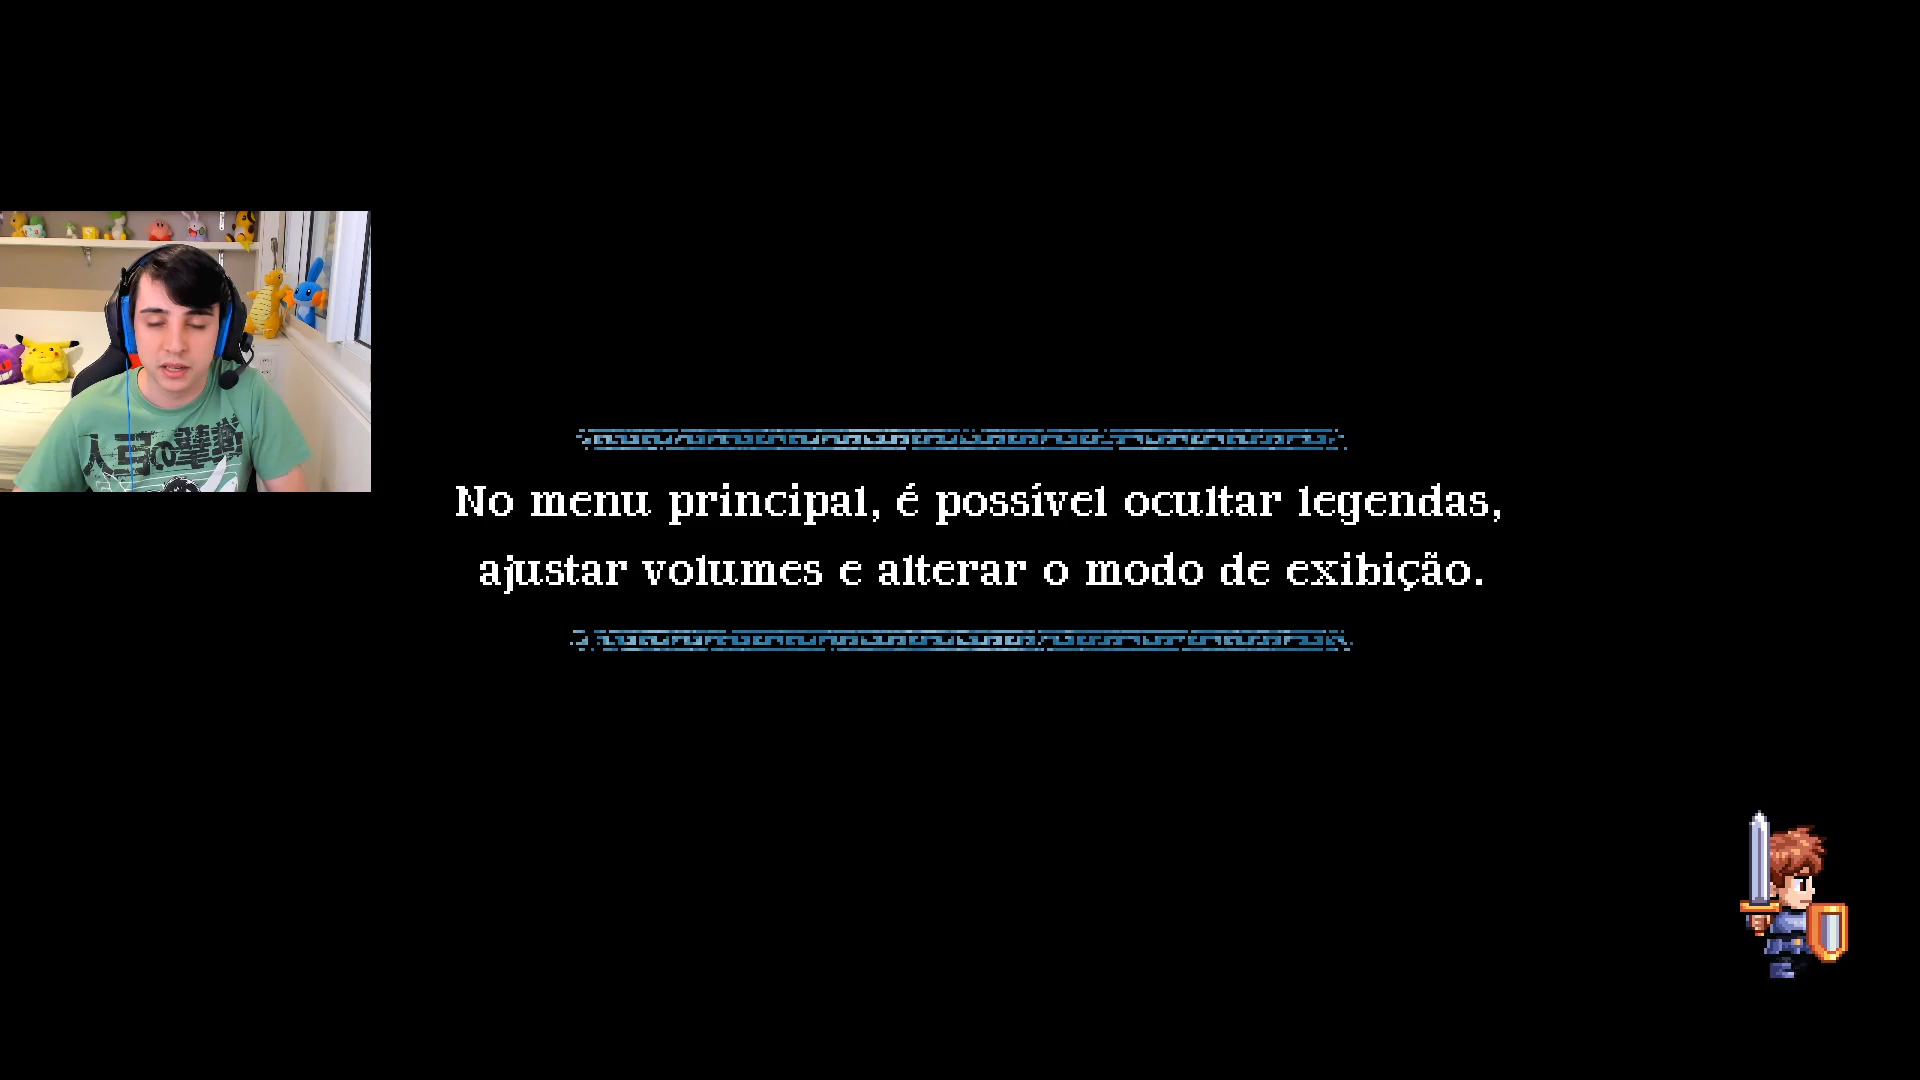 No menu principal, é possível ocultar legendas,
ajustar volumes e alterar o modo de exibição.